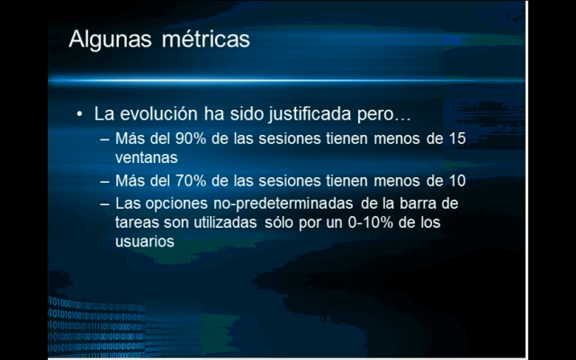 Algunas métricas
• La evolución ha sido justificada pero…
– Más del 90% de las sesiones tienen menos de 15
ventanas
– Más del 70% de las sesiones tienen menos de 10
– Las opciones no-predeterminadas de la barra de
tareas son utilizadas sólo por un 0-10% de los
usuarios